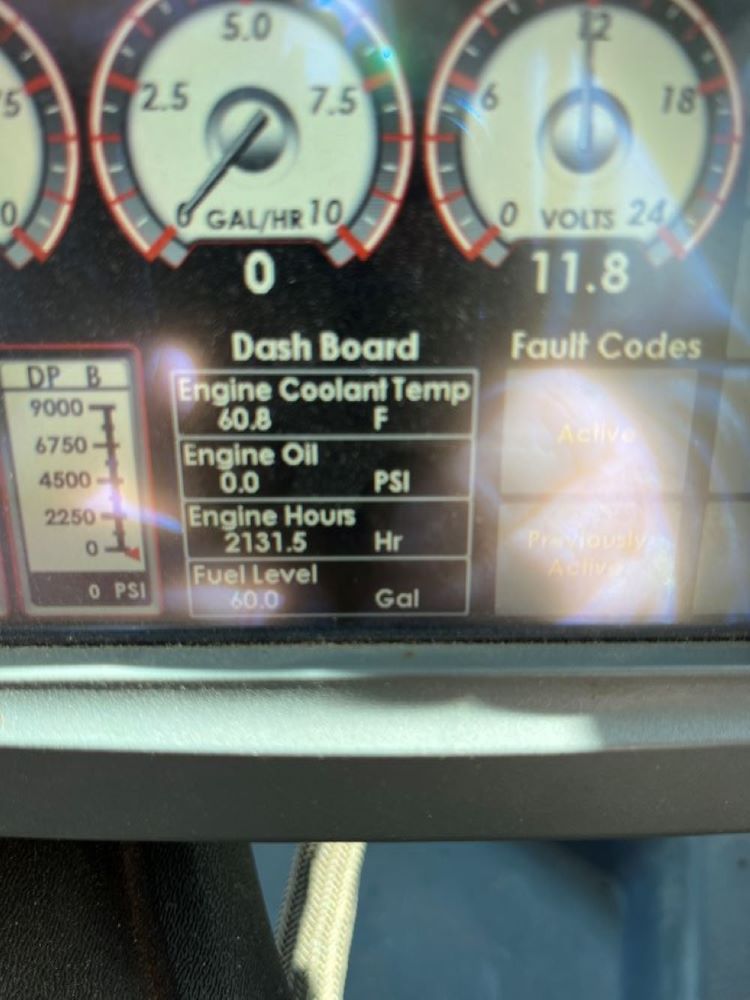 5.0
12
75
2.5
7.5
6
18
0
0
GAL/HR
10
0
VOLTS
24
0
11.8
Dash Board
Fault Codes
DP B
9000
6750
4500
2250
0
0 PSI
Engine Coolant Temp
60.8 F
Engine Oil
0.0 PSI
Engine Hours
2131.5 Hr
Fuel Level
60.0 Gal
Active
Previously
Active